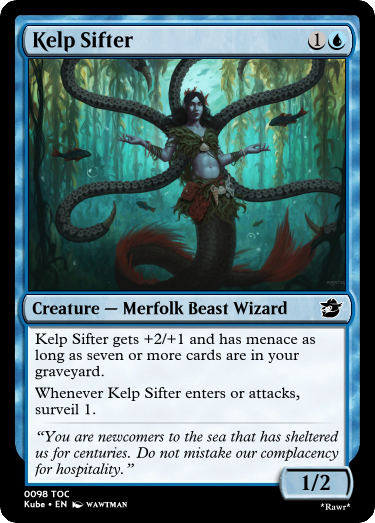 Kelp Sifter 1
Creature — Merfolk Beast Wizard
Kelp Sifter gets +2/+1 and has menace as
long as seven or more cards are in your
graveyard.
Whenever Kelp Sifter enters or attacks,
surveil 1.
“You are newcomers to the sea that has sheltered
us for centuries. Do not mistake our complacency
for hospitality.”
1/2
0098 TOC
Kube • EN WAWTMAN
*Rawr*